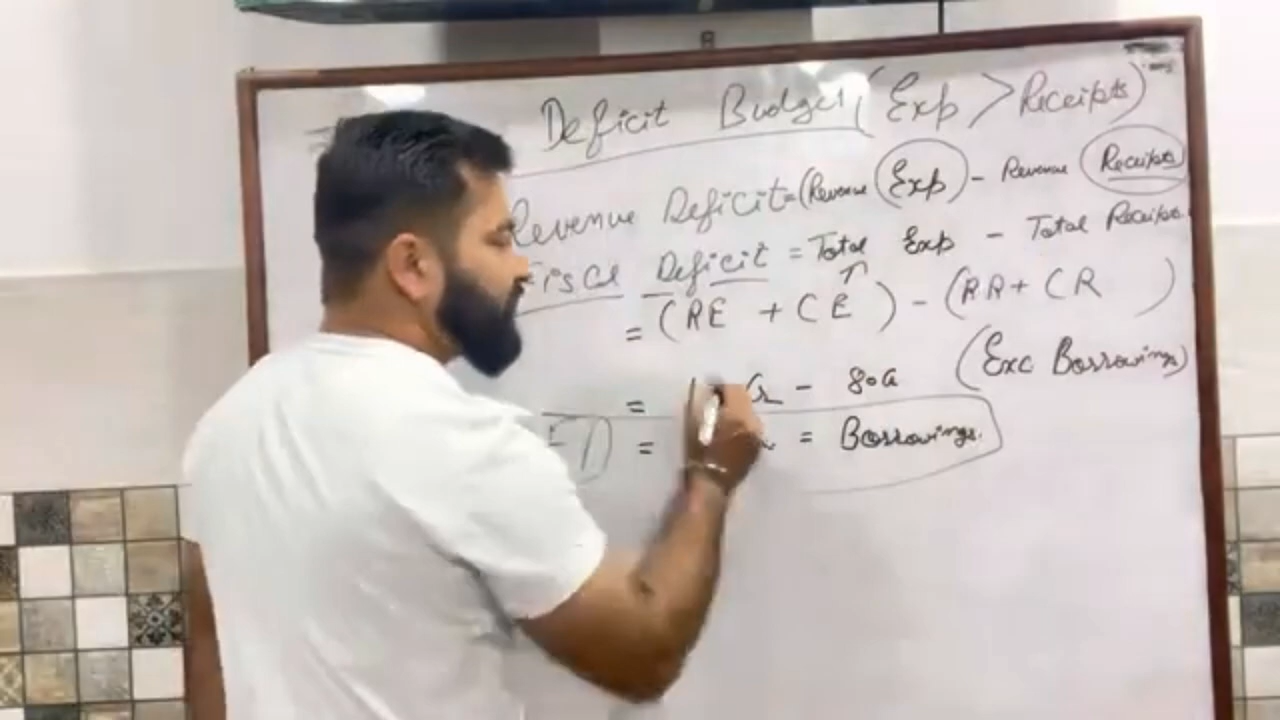 Deficit Budget (Exp > Receipts)
Revenue Deficit = (Revenue Exp) - Revenue Receipts
Fiscal Deficit = Total Exp - Total Receipts
= (RE + CE) - (RR + CR)
(Exc Borrowings)
= - 80a
FD = = Borrowings.